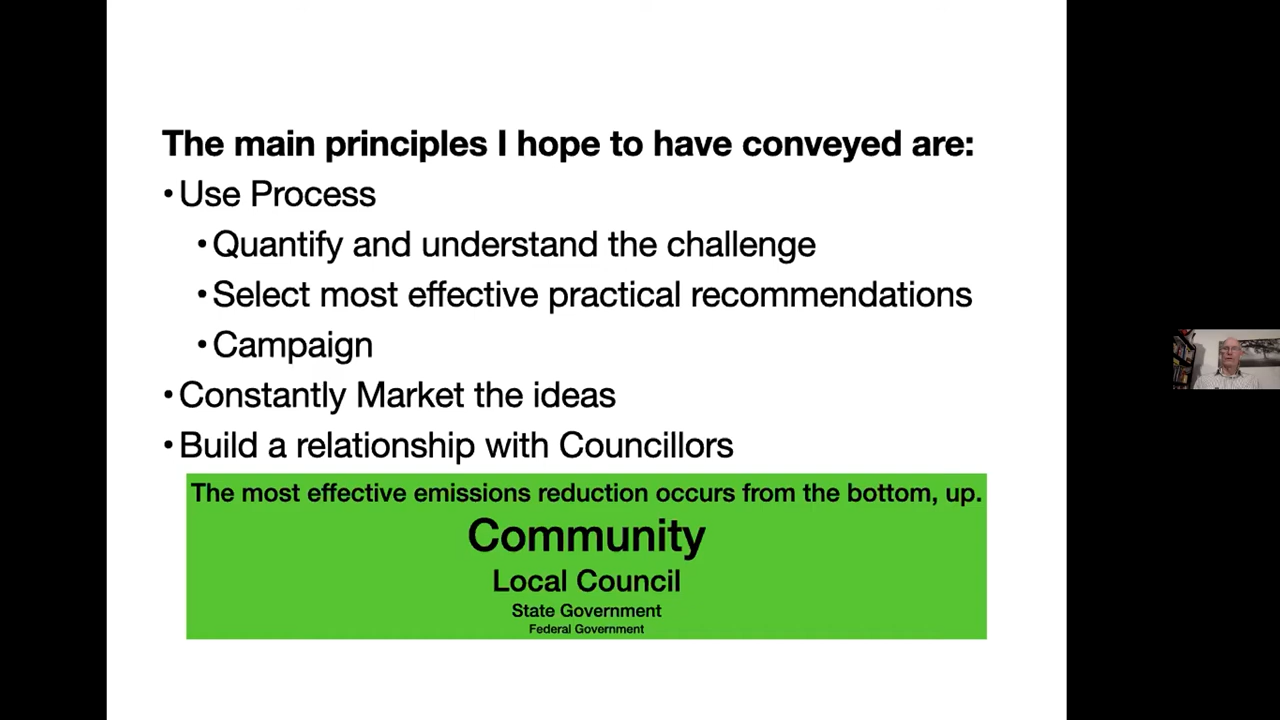 The main principles I hope to have conveyed are:
•Use Process
•Quantify and understand the challenge
•Select most effective practical recommendations
•Campaign
•Constantly Market the ideas
•Build a relationship with Councillors
The most effective emissions reduction occurs from the bottom, up.
Community
Local Council
State Government
Federal Government